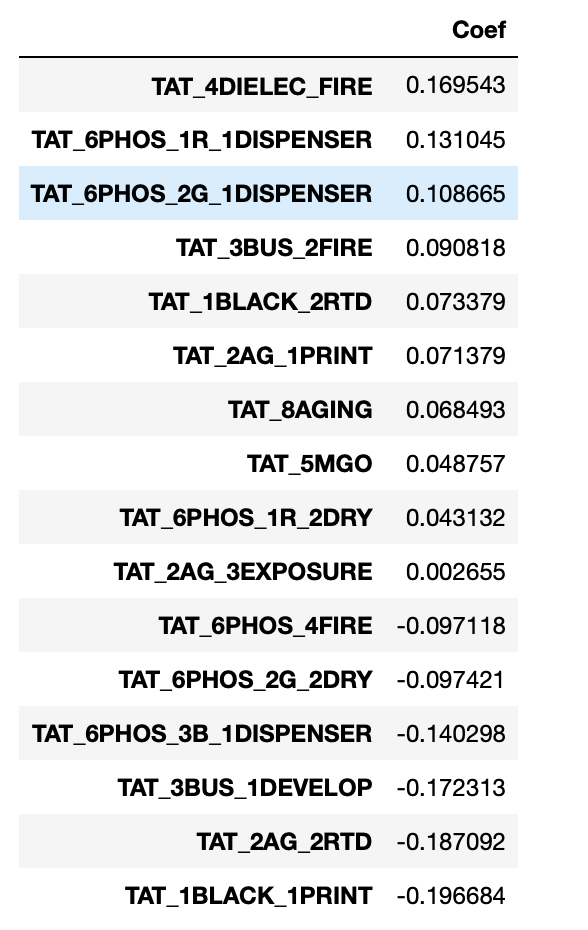 Coef
TAT_4DIELEC_FIRE 0.169543
TAT_6PHOS_1R_1DISPENSER 0.131045
TAT_6PHOS_2G_1DISPENSER 0.108665
TAT_3BUS_2FIRE 0.090818
TAT_1BLACK_2RTD 0.073379
TAT_2AG_1PRINT 0.071379
TAT_8AGING 0.068493
TAT_5MGO 0.048757
TAT_6PHOS_1R_2DRY 0.043132
TAT_2AG_3EXPOSURE 0.002655
TAT_6PHOS_4FIRE -0.097118
TAT_6PHOS_2G_2DRY -0.097421
TAT_6PHOS_3B_1DISPENSER -0.140298
TAT_3BUS_1DEVELOP -0.172313
TAT_2AG_2RTD -0.187092
TAT_1BLACK_1PRINT -0.196684